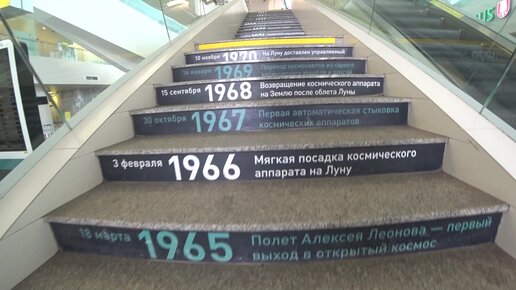 10 ноября 1970 на Луну доставлен управляемый
1969 Переход космонавтов из одного
15 сентября 1968 Возвращение космического аппарата
на Землю после облета Луны
30 октября 1967 Первая автоматическая стыковка
космических аппаратов.
3 февраля 1966 Мягкая посадка космического
аппарата на Луну
18 марта 1965 Полет Алексея Леонова — первый
выход в открытый космос